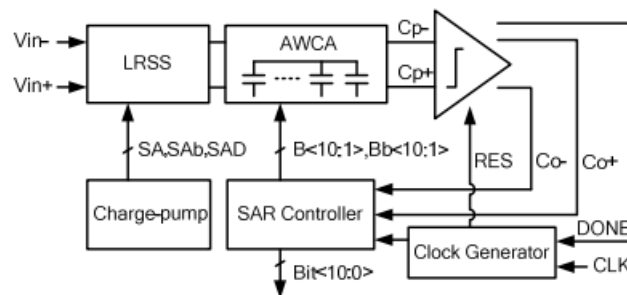 Vin-
Vin+
LRSS
AWCA
Cp-
Cp+
SA,SAb,SAD
B<10:1>,Bb<10:1>
RES
Co-
Co+
Charge-pump
SAR Controller
Clock Generator
DONE
CLK
Bit<10:0>